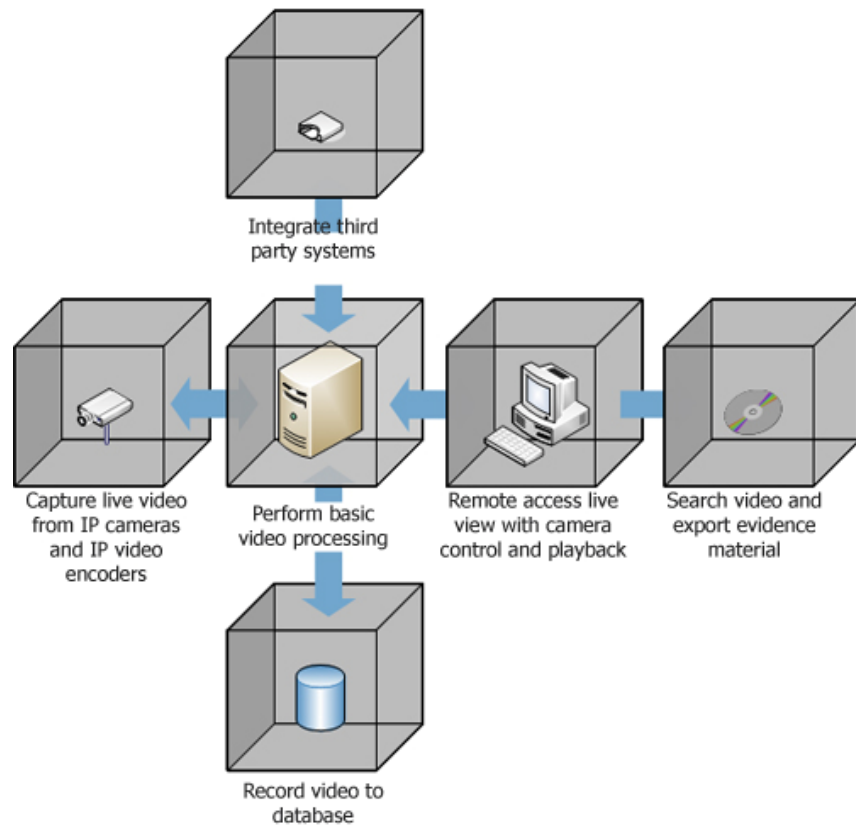 Integrate third
party systems
Capture live video
from IP cameras
and IP video
encoders
Perform basic
video processing
Remote access live
view with camera
control and playback
Search video and
export evidence
material
Record video to
database